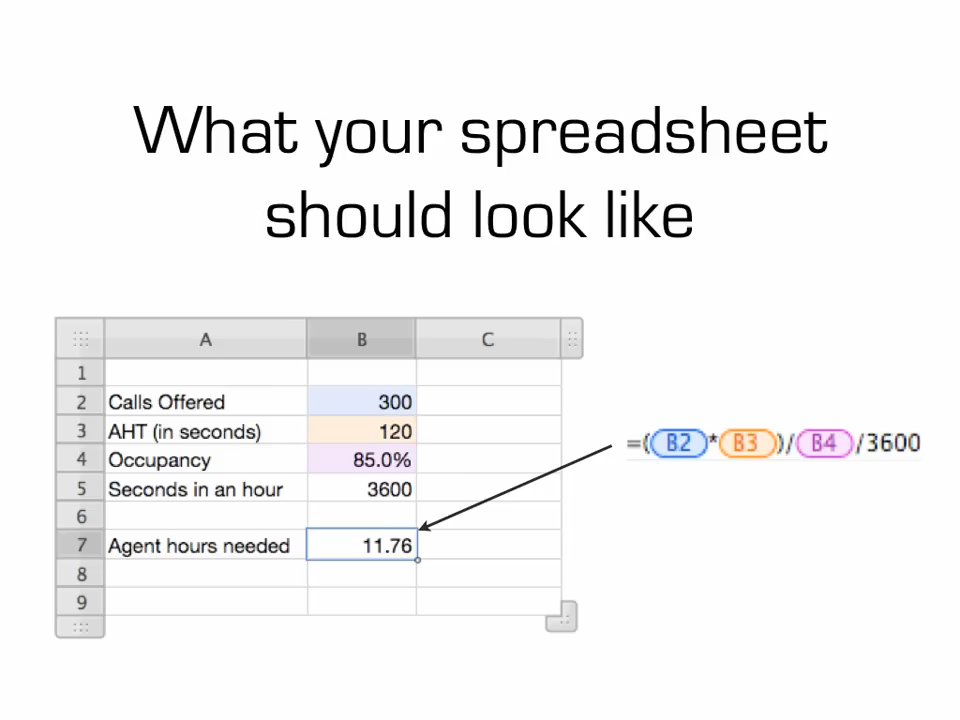 What your spreadsheet
should look like
A B C
1
2 Calls Offered 300
3 AHT (in seconds) 120
4 Occupancy 85.0%
5 Seconds in an hour 3600
6
7 Agent hours needed 11.76
8
9
=(B2*B3)/B4/3600